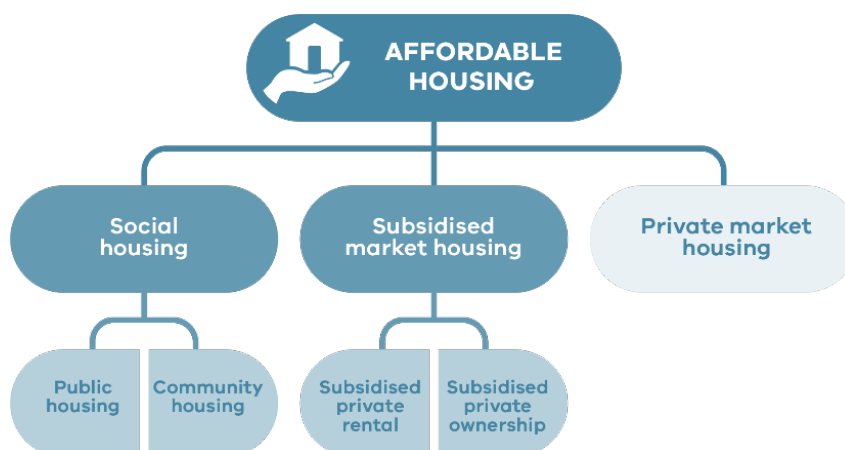 AFFORDABLE
HOUSING
Social
housing
Subsidised
market housing
Private market
housing
Public
housing
Community
housing
Subsidised
private
rental
Subsidised
private
ownership